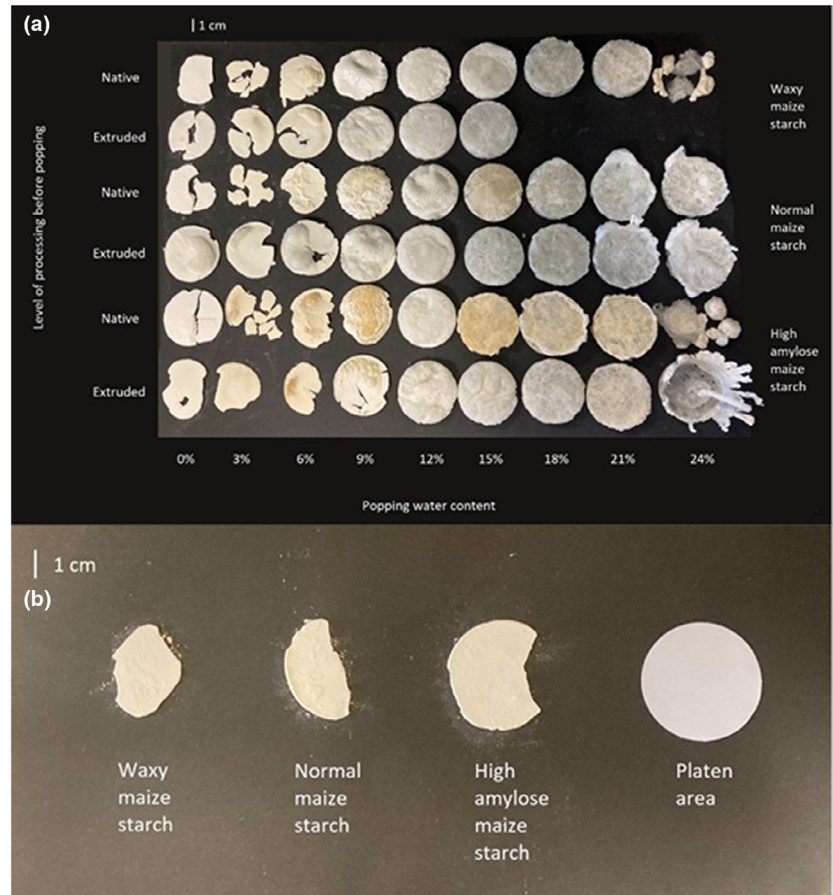 (a)
1 cm
Level of processing before popping
Native
Extruded
Native
Extruded
Native
Extruded
Waxy
maize
starch
Normal
maize
starch
High
amylose
maize
starch
0% 3% 6% 9% 12% 15% 18% 21% 24%
Popping water content
1 cm
(b)
Waxy
maize
starch
Normal
maize
starch
High
amylose
maize
starch
Platen
area